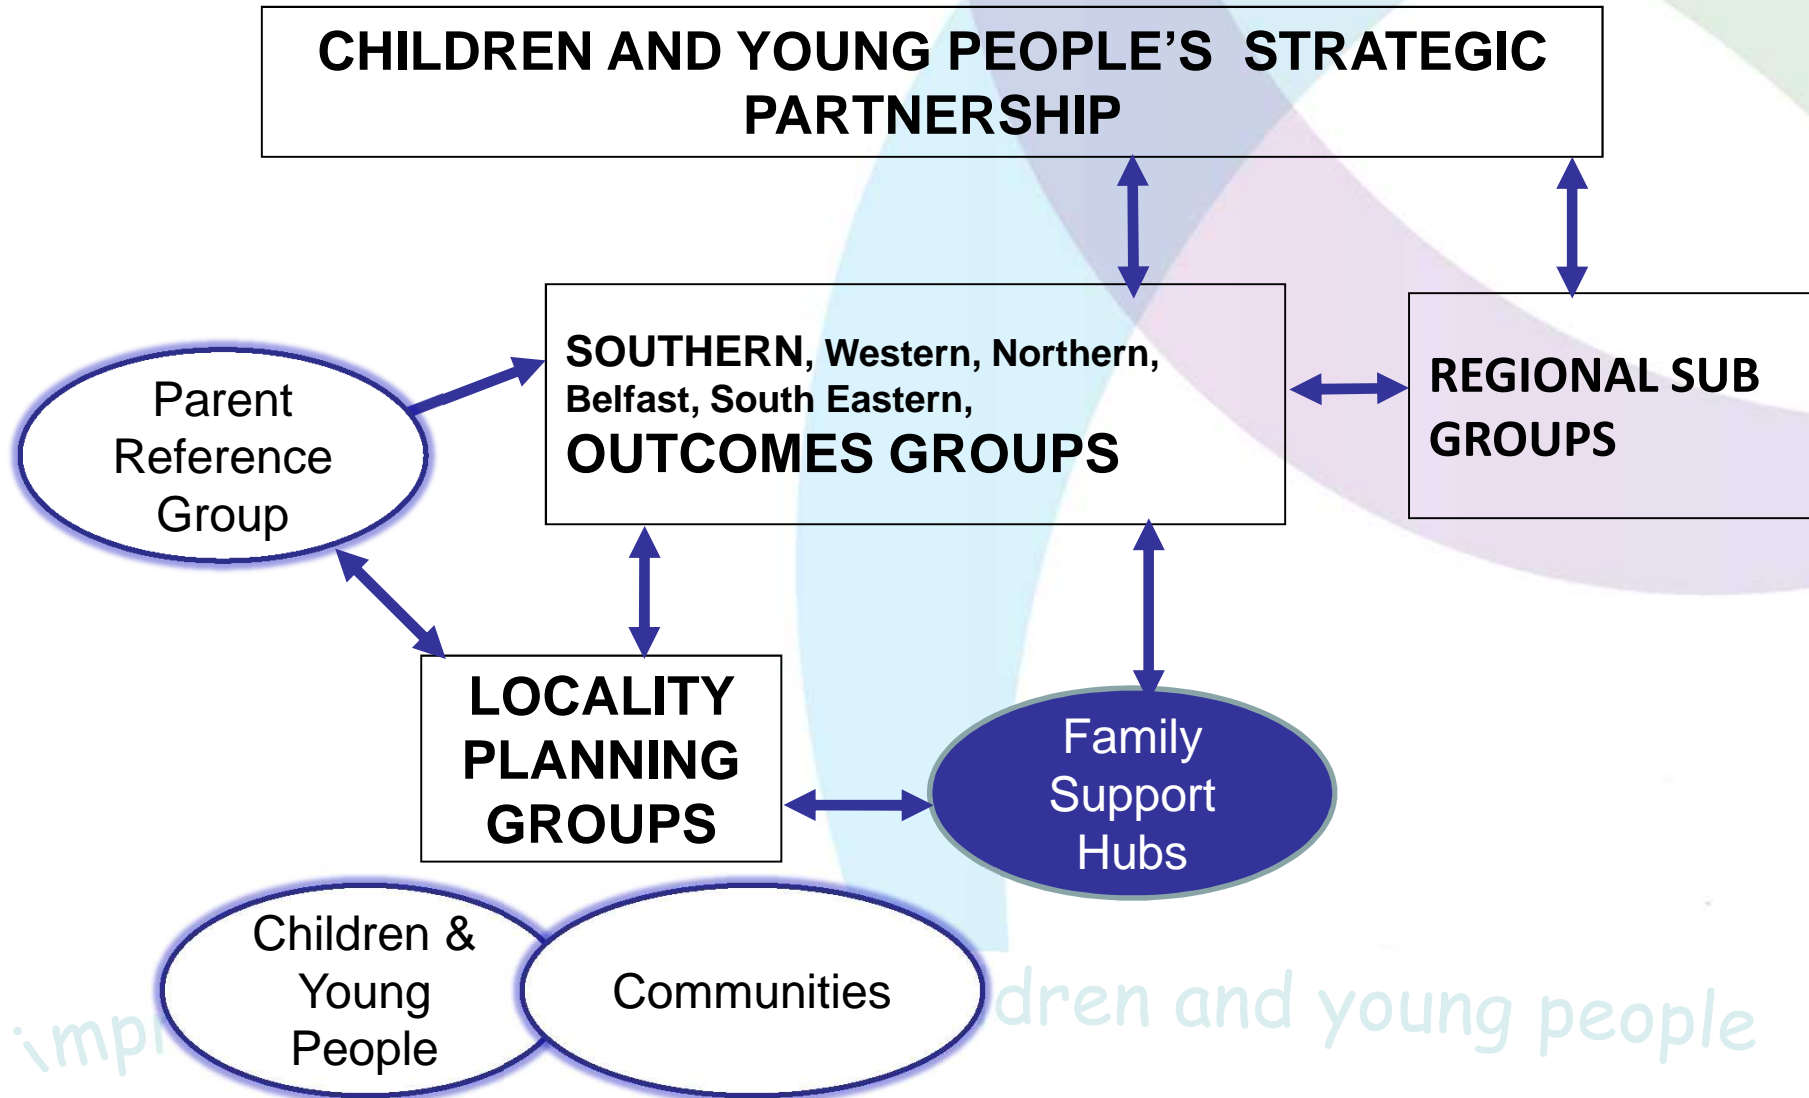 CHILDREN AND YOUNG PEOPLE’S STRATEGIC
PARTNERSHIP
SOUTHERN, Western, Northern,
Belfast, South Eastern,
OUTCOMES GROUPS
REGIONAL SUB
GROUPS
Parent
Reference
Group
LOCALITY
PLANNING
GROUPS
Family
Support
Hubs
Children &
Young
People
Communities
and young people